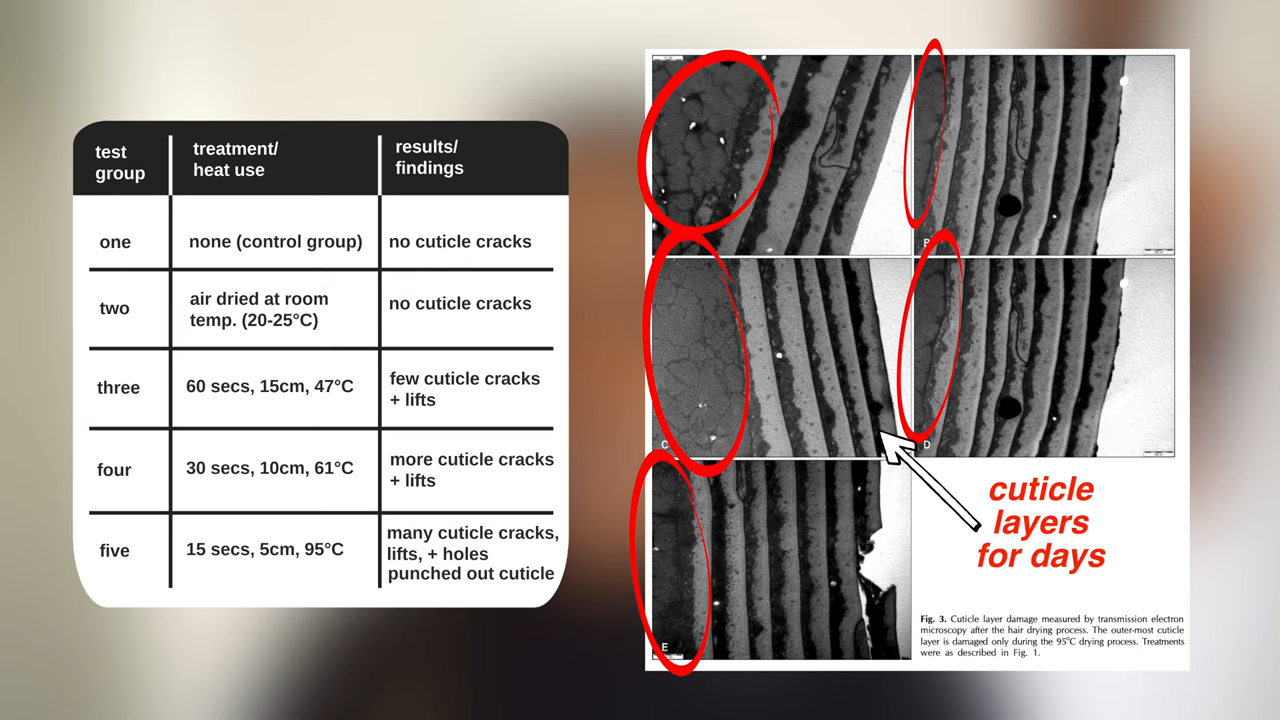 test
group
treatment/
heat use
results/
findings
one
none (control group)
no cuticle cracks
two
air dried at room
temp. (20-25°C)
no cuticle cracks
three
60 secs, 15cm, 47°C
few cuticle cracks
+ lifts
four
30 secs, 10cm, 61°C
more cuticle cracks
+ lifts
five
15 secs, 5cm, 95°C
many cuticle cracks,
lifts, + holes
punched out cuticle
B
C
D
E
cuticle
layers
for days
Fig. 3. Cuticle layer damage measured by transmission electron
microscopy after the hair drying process. The outer-most cuticle
layer is damaged only during the 95°C drying process. Treatments
were as described in Fig. 1.